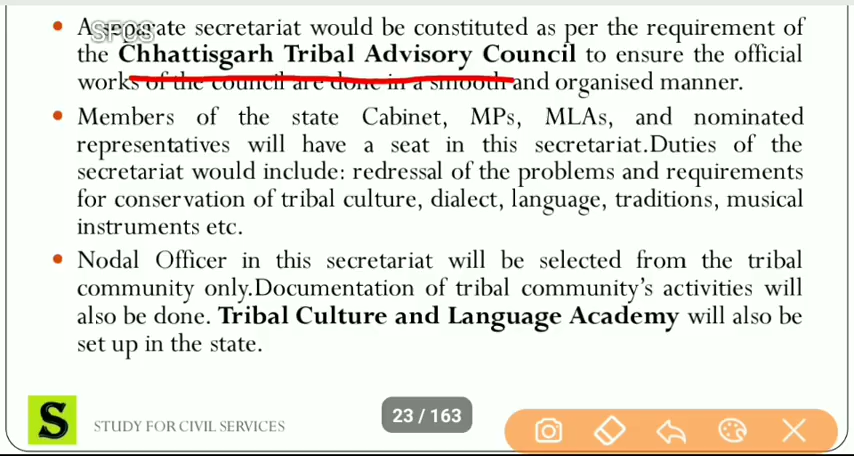 A separate secretariat would be constituted as per the requirement of
SFCS
the Chhattisgarh Tribal Advisory Council to ensure the official
works of the council are done in a smooth and organised manner.
Members of the state Cabinet, MPs, MLAs, and nominated
representatives will have a seat in this secretariat.Duties of the
secretariat would include: redressal of the problems and requirements
for conservation of tribal culture, dialect, language, traditions, musical
instruments etc.
Nodal Officer in this secretariat will be selected from the tribal
community only.Documentation of tribal community's activities will
also be done. Tribal Culture and Language Academy will also be
set up in the state.
S
STUDY FOR CIVIL SERVICES
23 / 163